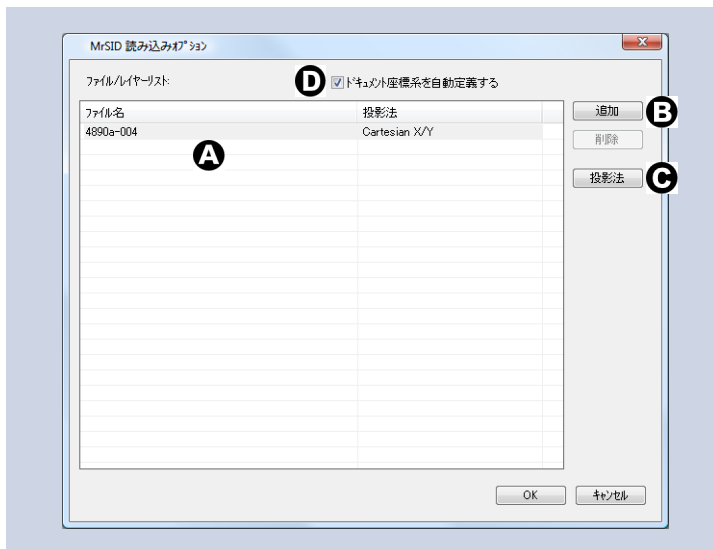 MrSID 読み込みｵﾌﾟｼｮﾝ
ﾌｧｲﾙ/ﾚｲﾔｰﾘｽﾄ:
D ﾄﾞｷｭﾒﾝﾄ座標系を自動定義する
ﾌｧｲﾙ名 投影法 追加 B
4890a-004 Cartesian X/Y 削除
A
投影法 C
OK ｷｬﾝｾﾙ